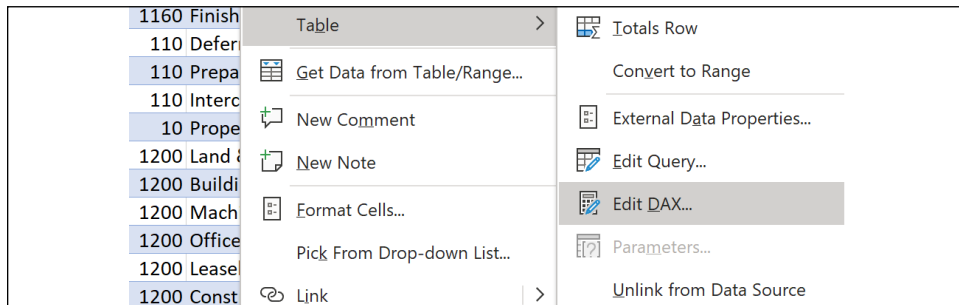 1160 Finish
110 Defer
110 Prepa
110 Interc
10 Prope
1200 Land &
1200 Buildi
1200 Mach
1200 Office
1200 Leasel
1200 Const
Table >
Get Data from Table/Range...
New Comment
New Note
Format Cells...
Pick From Drop-down List...
Link >
Totals Row
Convert to Range
External Data Properties...
Edit Query...
Edit DAX...
Parameters...
Unlink from Data Source